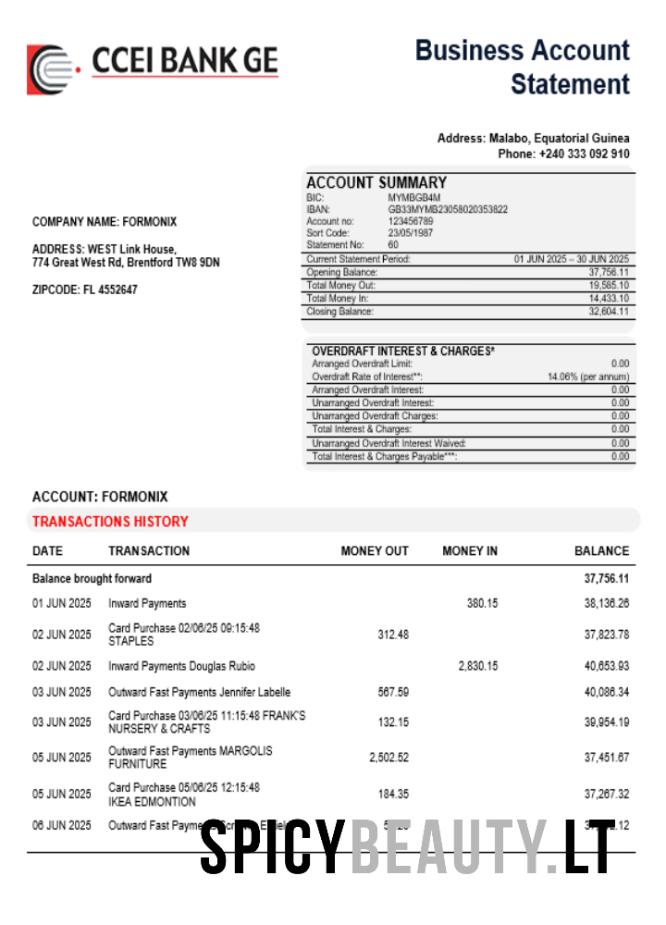 CCEI BANK GE
Business Account
Statement
Address: Malabo, Equatorial Guinea
Phone: +240 333 092 910
ACCOUNT SUMMARY
BIC: MYMBGB4M
IBAN: GB33MYMB23058020353822
Account no: 123456789
Sort Code: 23/05/1987
Statement No: 60
Current Statement Period: 01 JUN 2025 – 30 JUN 2025
Opening Balance: 37,756.11
Total Money Out: 19,585.10
Total Money In: 14,433.10
Closing Balance: 32,604.11
COMPANY NAME: FORMONIX
ADDRESS: WEST Link House,
774 Great West Rd, Brentford TW8 9DN
ZIPCODE: FL 4552647
OVERDRAFT INTEREST & CHARGES*
Arranged Overdraft Limit: 0.00
Overdraft Rate of Interest**: 14.06% (per annum)
Arranged Overdraft Interest: 0.00
Unarranged Overdraft Interest: 0.00
Unarranged Overdraft Charges: 0.00
Total Interest & Charges: 0.00
Unarranged Overdraft Interest Waived: 0.00
Total Interest & Charges Payable***: 0.00
ACCOUNT: FORMONIX
TRANSACTIONS HISTORY
DATE TRANSACTION MONEY OUT MONEY IN BALANCE
Balance brought forward 37,756.11
01 JUN 2025 Inward Payments 380.15 38,136.26
02 JUN 2025 Card Purchase 02/06/25 09:15:48 312.48 37,823.78
STAPLES
02 JUN 2025 Inward Payments Douglas Rubio 2,830.15 40,653.93
03 JUN 2025 Outward Fast Payments Jennifer Labelle 567.59 40,086.34
03 JUN 2025 Card Purchase 03/06/25 11:15:48 FRANK'S 132.15 39,954.19
NURSERY & CRAFTS
05 JUN 2025 Outward Fast Payments MARGOLIS 2,502.52 37,451.67
FURNITURE
05 JUN 2025 Card Purchase 05/06/25 12:15:48 184.35 37,267.32
IKEA EDMONTION
06 JUN 2025 Outward Fast
SPICYBEAUTY.LT